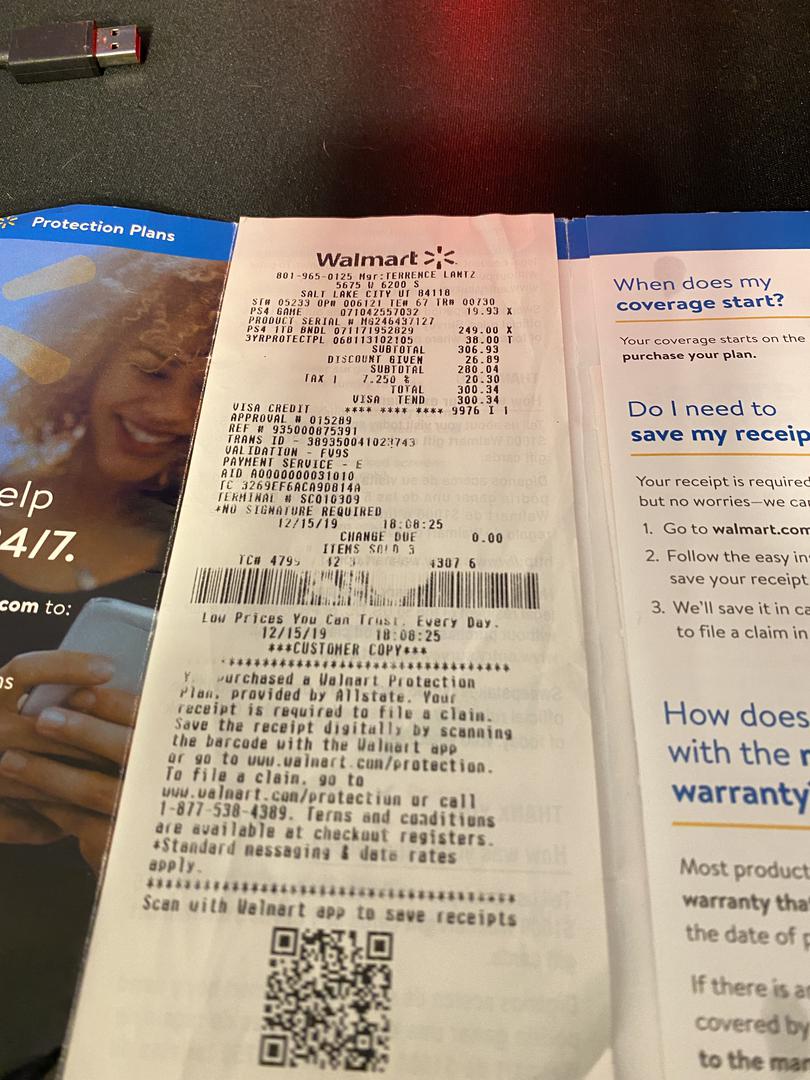 Protection Plans
elp
24/7.
.com to:
ns
Walmart
801-965-0125 Mgr:TERRENCE LANTZ
5675 W 6200 S
SALT LAKE CITY UT 84118
ST# 05233 OP# 006121 TE# 67 TR# 00730
PS4 GAME 071042557032 19.93 X
PRODUCT SERIAL # MG246437127
PS4 1TB BNDL 071171952829 249.00 X
3YRPROTECTPL 068113102105 38.00 T
SUBTOTAL 306.93
DISCOUNT GIVEN 26.89
SUBTOTAL 280.04
TAX 1 7.250 % 20.30
TOTAL 300.34
VISA TEND 300.34
VISA CREDIT **** **** **** 9976 I 1
APPROVAL # 015289
REF # 935000875391
TRANS ID - 389350041023743
VALIDATION - FV9S
PAYMENT SERVICE - E
AID A0000000031010
TC 3269EF6ACA9D814A
TERMINAL # SC010309
*NO SIGNATURE REQUIRED
12/15/19 18:08:25
CHANGE DUE 0.00
ITEMS SOLD 3
TC# 4795 4307 6
Low Prices You Can Trust. Every Day.
12/15/19 18:08:25
***CUSTOMER COPY***
purchased a Walmart Protection
Plan, provided by Allstate. Your
receipt is required to file a claim.
Save the receipt digitally by scanning
the barcode with the Walmart app
or go to www.walmart.com/protection.
To file a claim, go to
www.walmart.com/protection or call
1-877-538-4389. Terms and conditions
are available at checkout registers.
*Standard messaging & data rates
apply.
Scan with Walmart app to save receipts
When does my
coverage start?
Your coverage starts on the
purchase your plan.
Do I need to
save my receip
Your receipt is required
but no worries—we can
1. Go to walmart.com
2. Follow the easy in
save your receipt
3. We'll save it in ca
to file a claim in
How does
with the
warranty
Most product
warranty tha
the date of p
If there is a
covered by
to the man